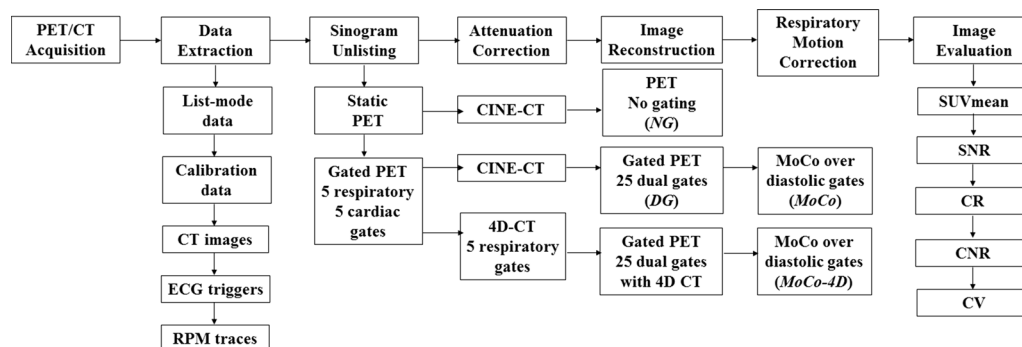 PET/CT
Acquisition
Data
Extraction
Sinogram
Unlisting
Attenuation
Correction
Image
Reconstruction
Respiratory
Motion
Correction
Image
Evaluation
List-mode
data
Calibration
data
CT images
ECG triggers
RPM traces
Static
PET
Gated PET
5 respiratory
5 cardiac
gates
CINE-CT
CINE-CT
4D-CT
5 respiratory
gates
PET
No gating
(NG)
Gated PET
25 dual gates
(DG)
Gated PET
25 dual gates
with 4D CT
MoCo over
diastolic gates
(MoCo)
MoCo over
diastolic gates
(MoCo-4D)
SUVmean
SNR
CR
CNR
CV